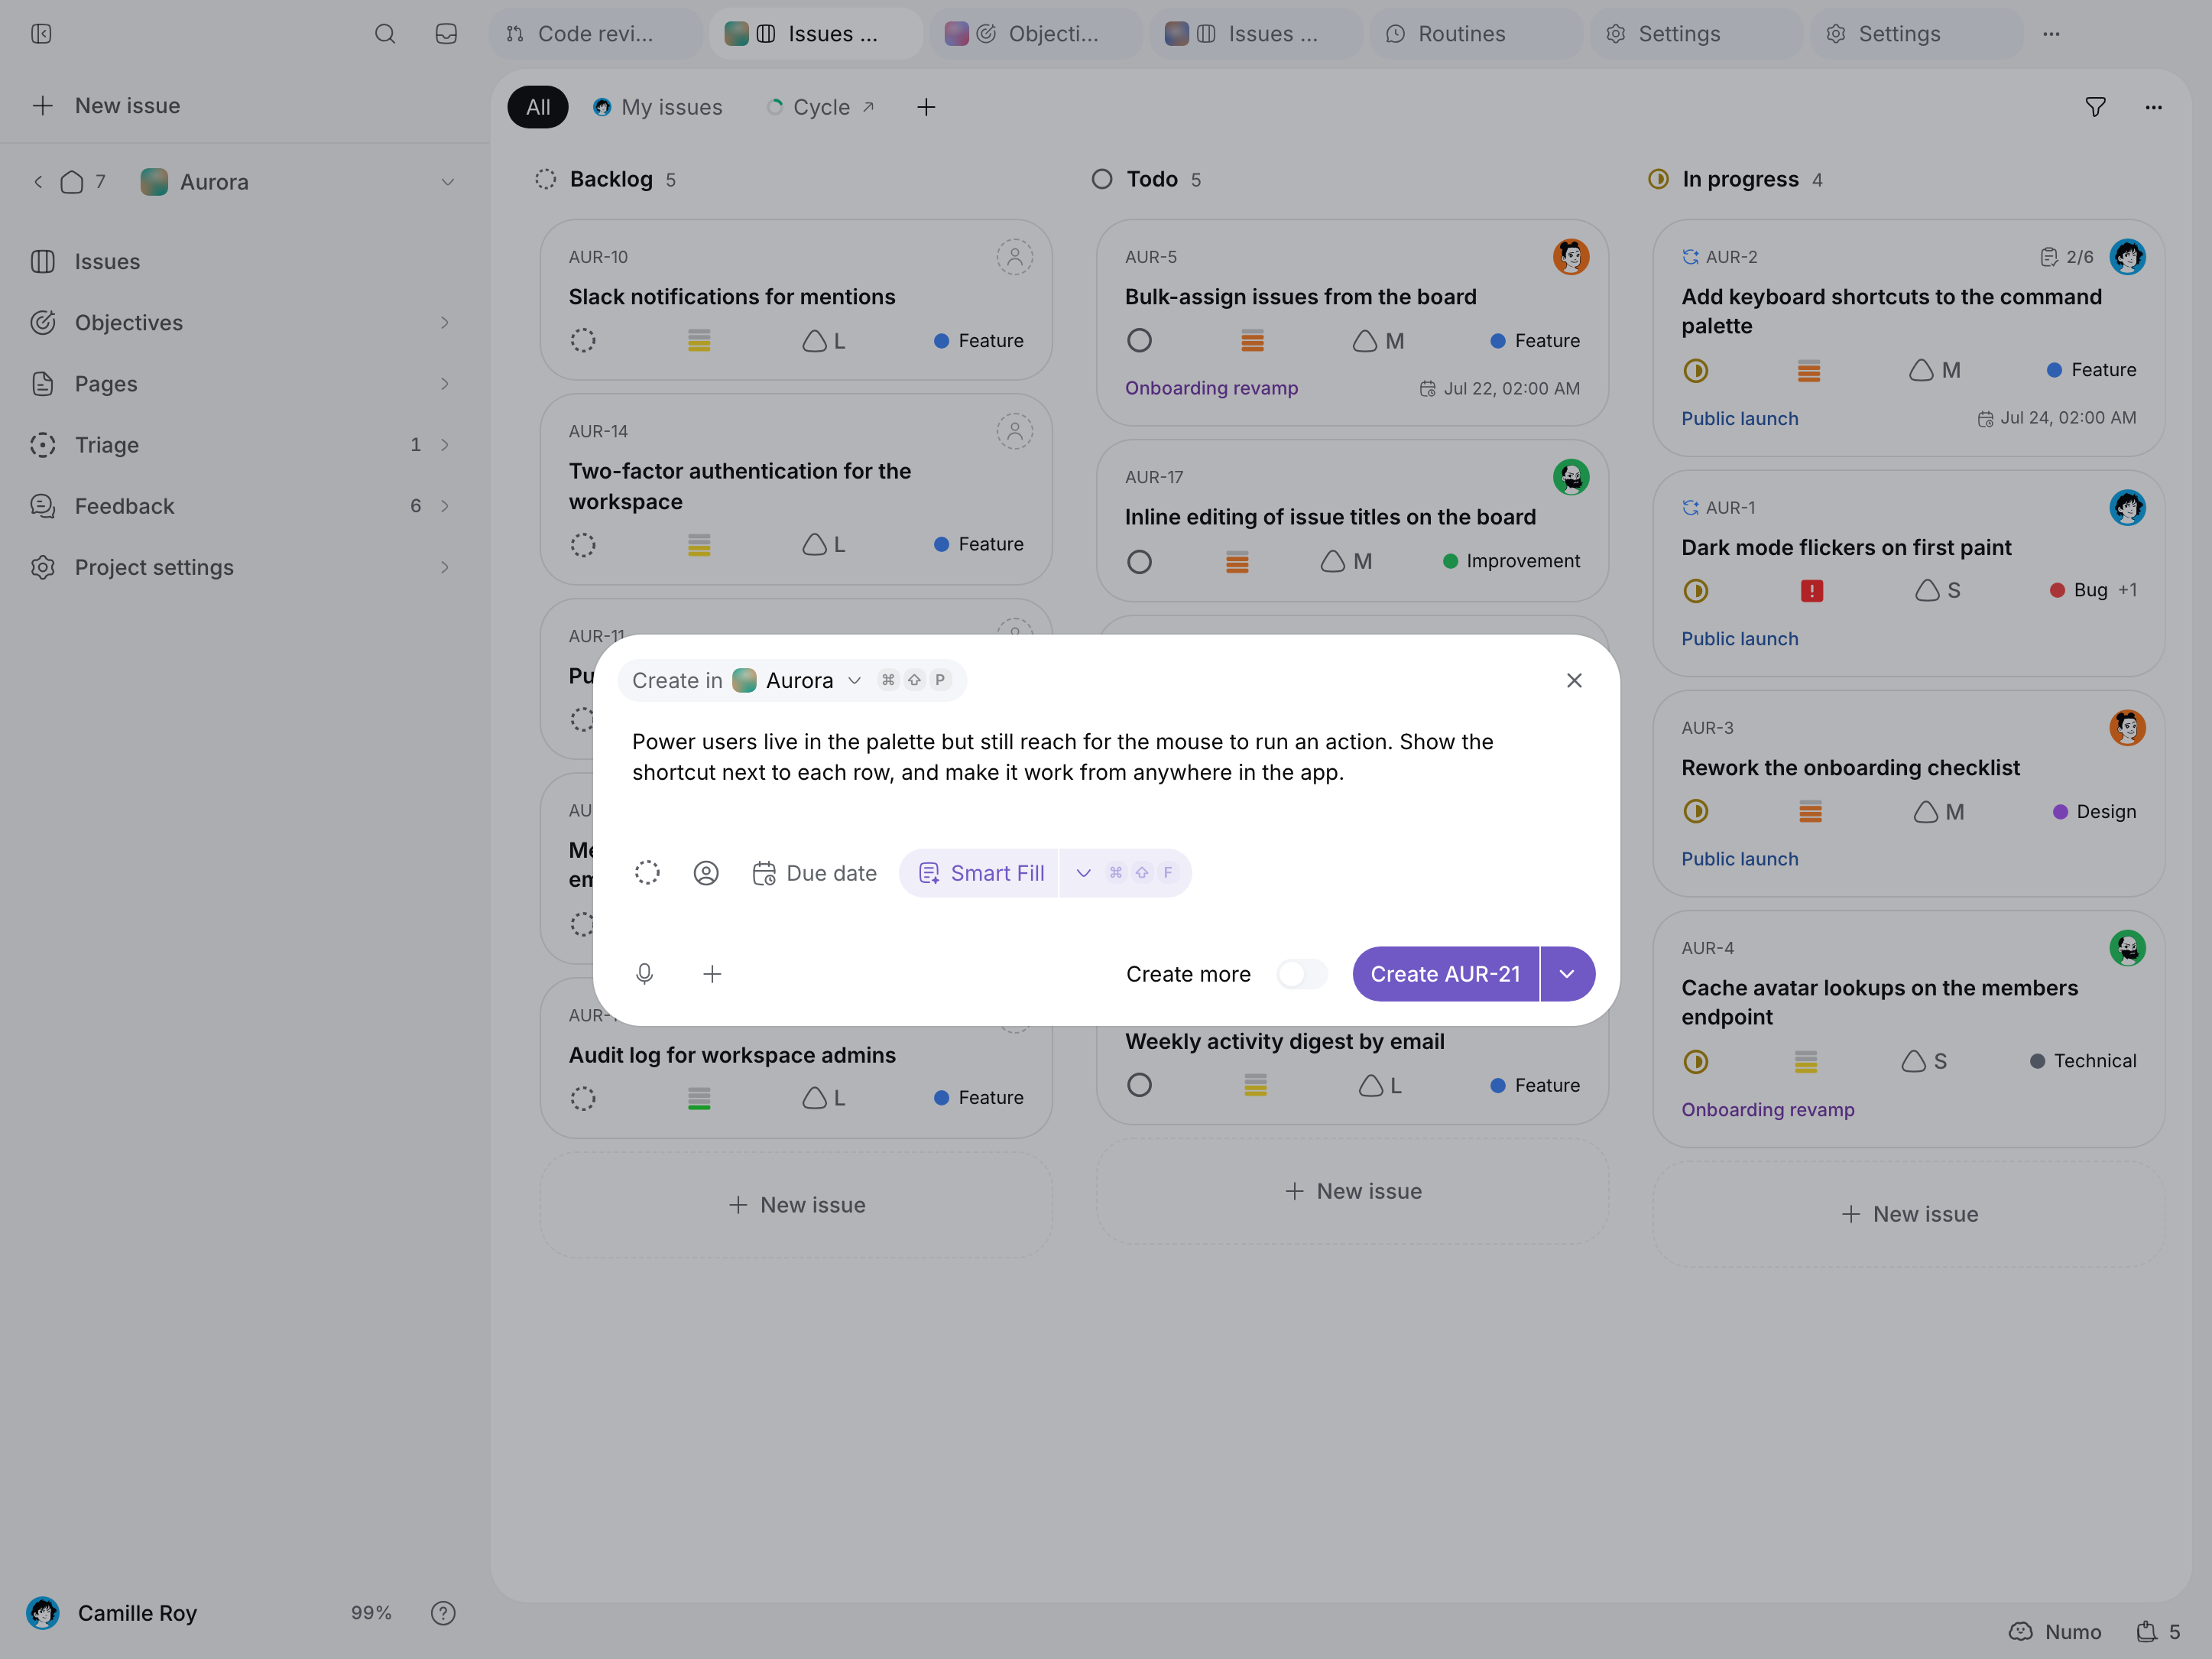 Code revi...
Issues ...
Objecti...
Issues ...
Routines
Settings
Settings
New issue
7
Aurora
Issues
Objectives
Pages
Triage 1
Feedback 6
Project settings
Camille Roy 99%
All
My issues
Cycle
Backlog 5
AUR-10
Slack notifications for mentions
L
Feature
AUR-14
Two-factor authentication for the
workspace
L
Feature
AUR-11
Audit log for workspace admins
L
Feature
New issue
Todo 5
AUR-5
Bulk-assign issues from the board
M
Feature
Onboarding revamp
Jul 22, 02:00 AM
AUR-17
Inline editing of issue titles on the board
M
Improvement
Weekly activity digest by email
L
Feature
New issue
In progress 4
AUR-2
2/6
Add keyboard shortcuts to the command
palette
M
Feature
Public launch
Jul 24, 02:00 AM
AUR-1
Dark mode flickers on first paint
S
Bug +1
Public launch
AUR-3
Rework the onboarding checklist
M
Design
Public launch
AUR-4
Cache avatar lookups on the members
endpoint
S
Technical
Onboarding revamp
New issue
Create in Aurora ⌘ ⇧ P
Power users live in the palette but still reach for the mouse to run an action. Show the
shortcut next to each row, and make it work from anywhere in the app.
Due date
Smart Fill ⌘ ⇧ F
Create more
Create AUR-21
Numo
5